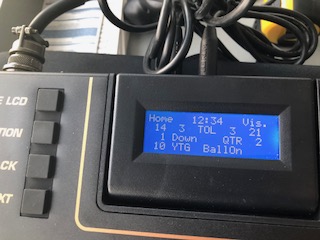 Home 12:34 Vis.
14 3 TOL 3 21
1 Down QTR 2
10 YTG BallOn
E LCD
TION
CK
XT